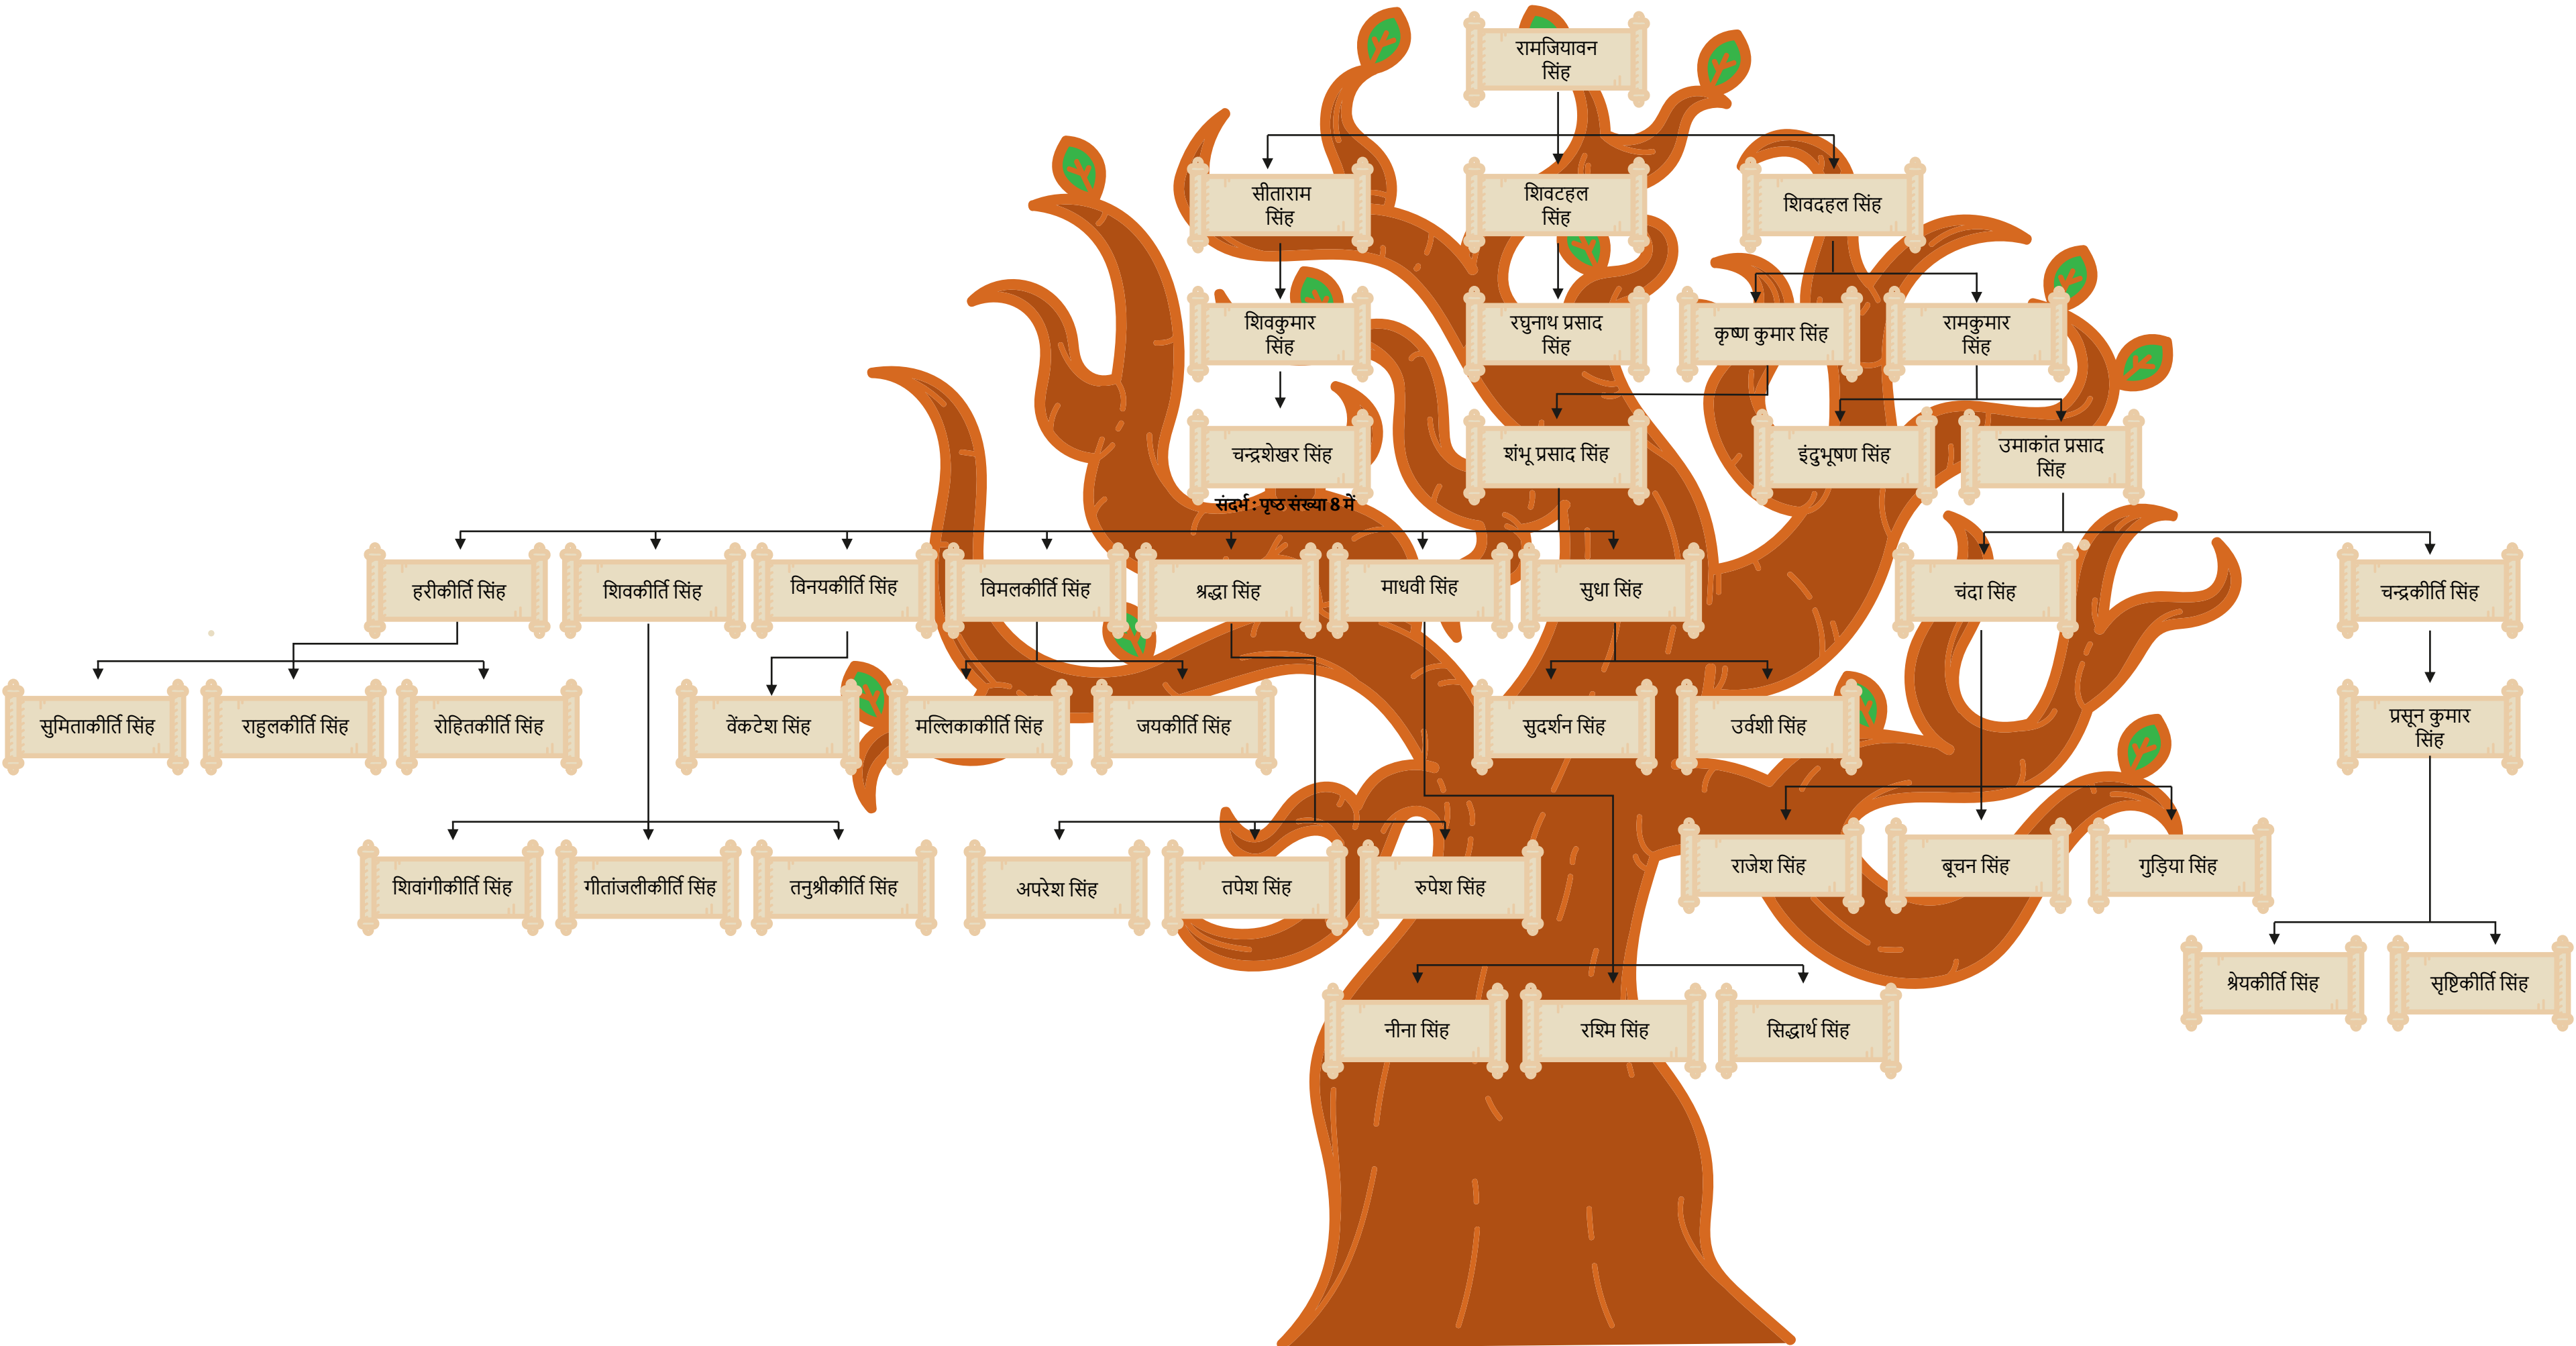 रामजियावन
सिंह
सीताराम
सिंह
शिवटहल
सिंह
शिवदहल सिंह
शिवकुमार
सिंह
रघुनाथ प्रसाद
सिंह
कृष्ण कुमार सिंह
रामकुमार
सिंह
चन्द्रशेखर सिंह
शंभू प्रसाद सिंह
इंदुभूषण सिंह
उमाकांत प्रसाद
सिंह
संदर्भ : पृष्ठ संख्या 8 में
हरीकीर्ति सिंह
शिवकीर्ति सिंह
विनयकीर्ति सिंह
विमलकीर्ति सिंह
श्रद्धा सिंह
माधवी सिंह
सुधा सिंह
चंदा सिंह
चन्द्रकीर्ति सिंह
सुमिताकीर्ति सिंह
राहुलकीर्ति सिंह
रोहितकीर्ति सिंह
वेंकटेश सिंह
मल्लिकाकीर्ति सिंह
जयकीर्ति सिंह
सुदर्शन सिंह
उर्वशी सिंह
प्रसून कुमार
सिंह
शिवांगीकीर्ति सिंह
गीतांजलीकीर्ति सिंह
तनुश्रीकीर्ति सिंह
अपरेश सिंह
तपेश सिंह
रुपेश सिंह
राजेश सिंह
बूचन सिंह
गुड़िया सिंह
श्रेयकीर्ति सिंह
सृष्टिकीर्ति सिंह
नीना सिंह
रश्मि सिंह
सिद्धार्थ सिंह